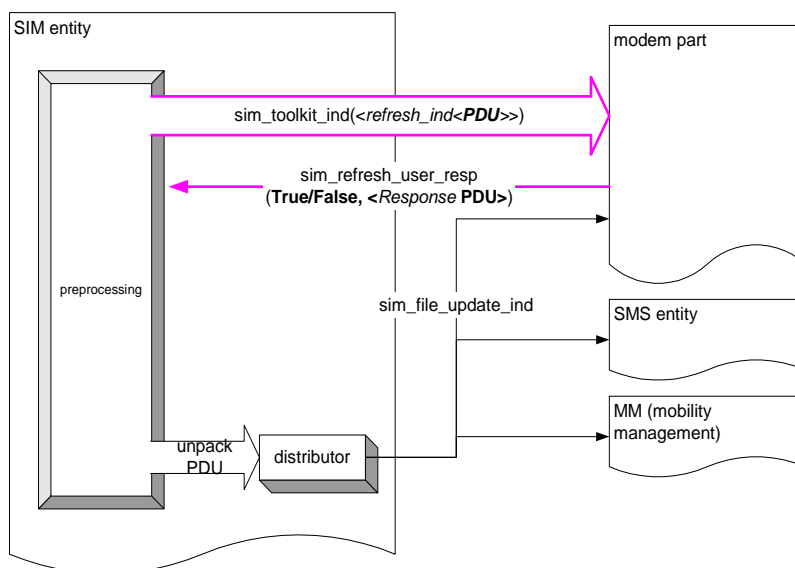 SIM entity
modem part
sim_toolkit_ind(<refresh_ind<PDU>>)
sim_refresh_user_resp
(True/False, <Response PDU>)
preprocessing
sim_file_update_ind
SMS entity
MM (mobility
management)
unpack
PDU
distributor